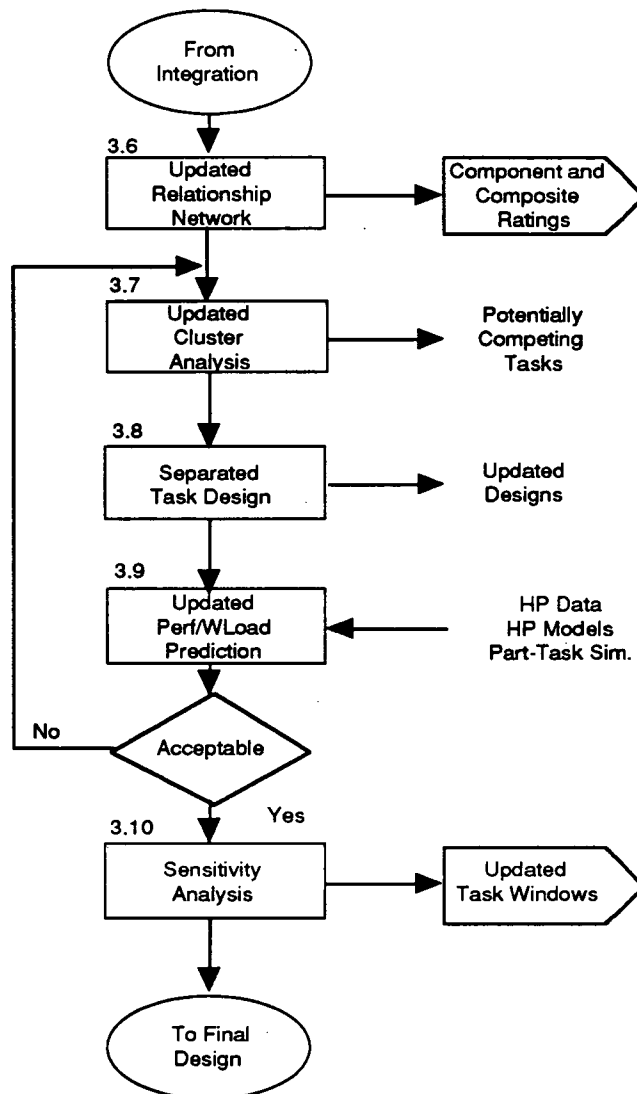 From
Integration
3.6
Updated
Relationship
Network
Component and
Composite
Ratings
3.7
Updated
Cluster
Analysis
Potentially
Competing
Tasks
3.8
Separated
Task Design
Updated
Designs
3.9
Updated
Perf/WLoad
Prediction
HP Data
HP Models
Part-Task Sim.
No
Acceptable
Yes
3.10
Sensitivity
Analysis
Updated
Task Windows
To Final
Design